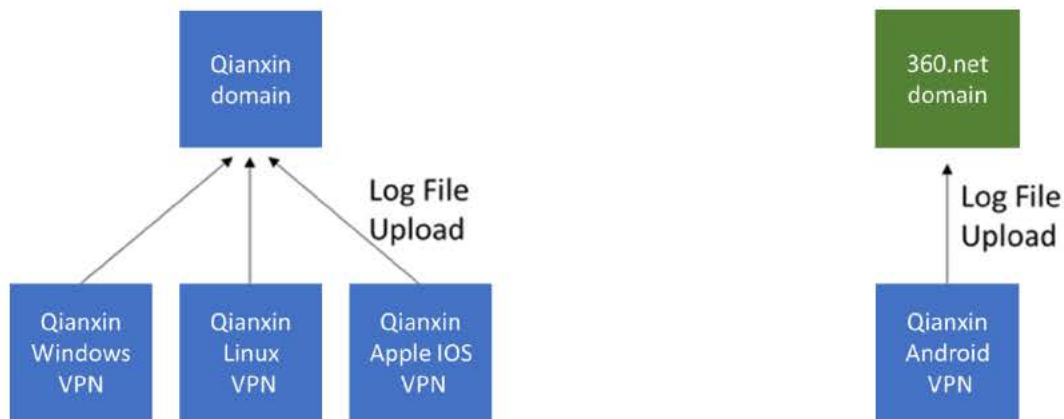 Qianxin
domain
360.net
domain
Log File
Upload
Log File
Upload
Qianxin
Windows
VPN
Qianxin
Linux
VPN
Qianxin
Apple IOS
VPN
Qianxin
Android
VPN